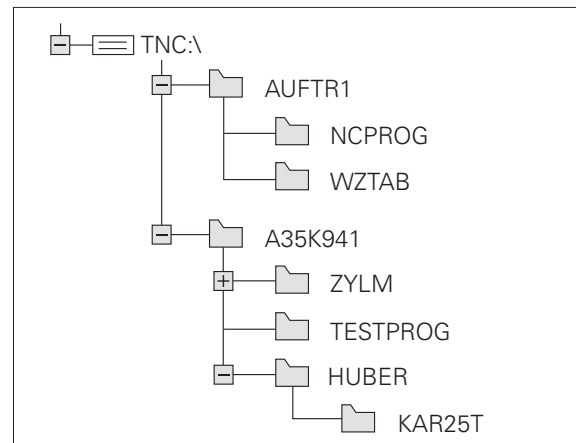 TNC:\
AUFTR1
NCPROG
WZTAB
A35K941
ZYLM
TESTPROG
HUBER
KAR25T